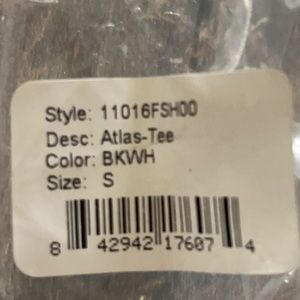 Style: 11016FSH00
Desc: Atlas-Tee
Color: BKWH
Size: S
8 42942 17607 4